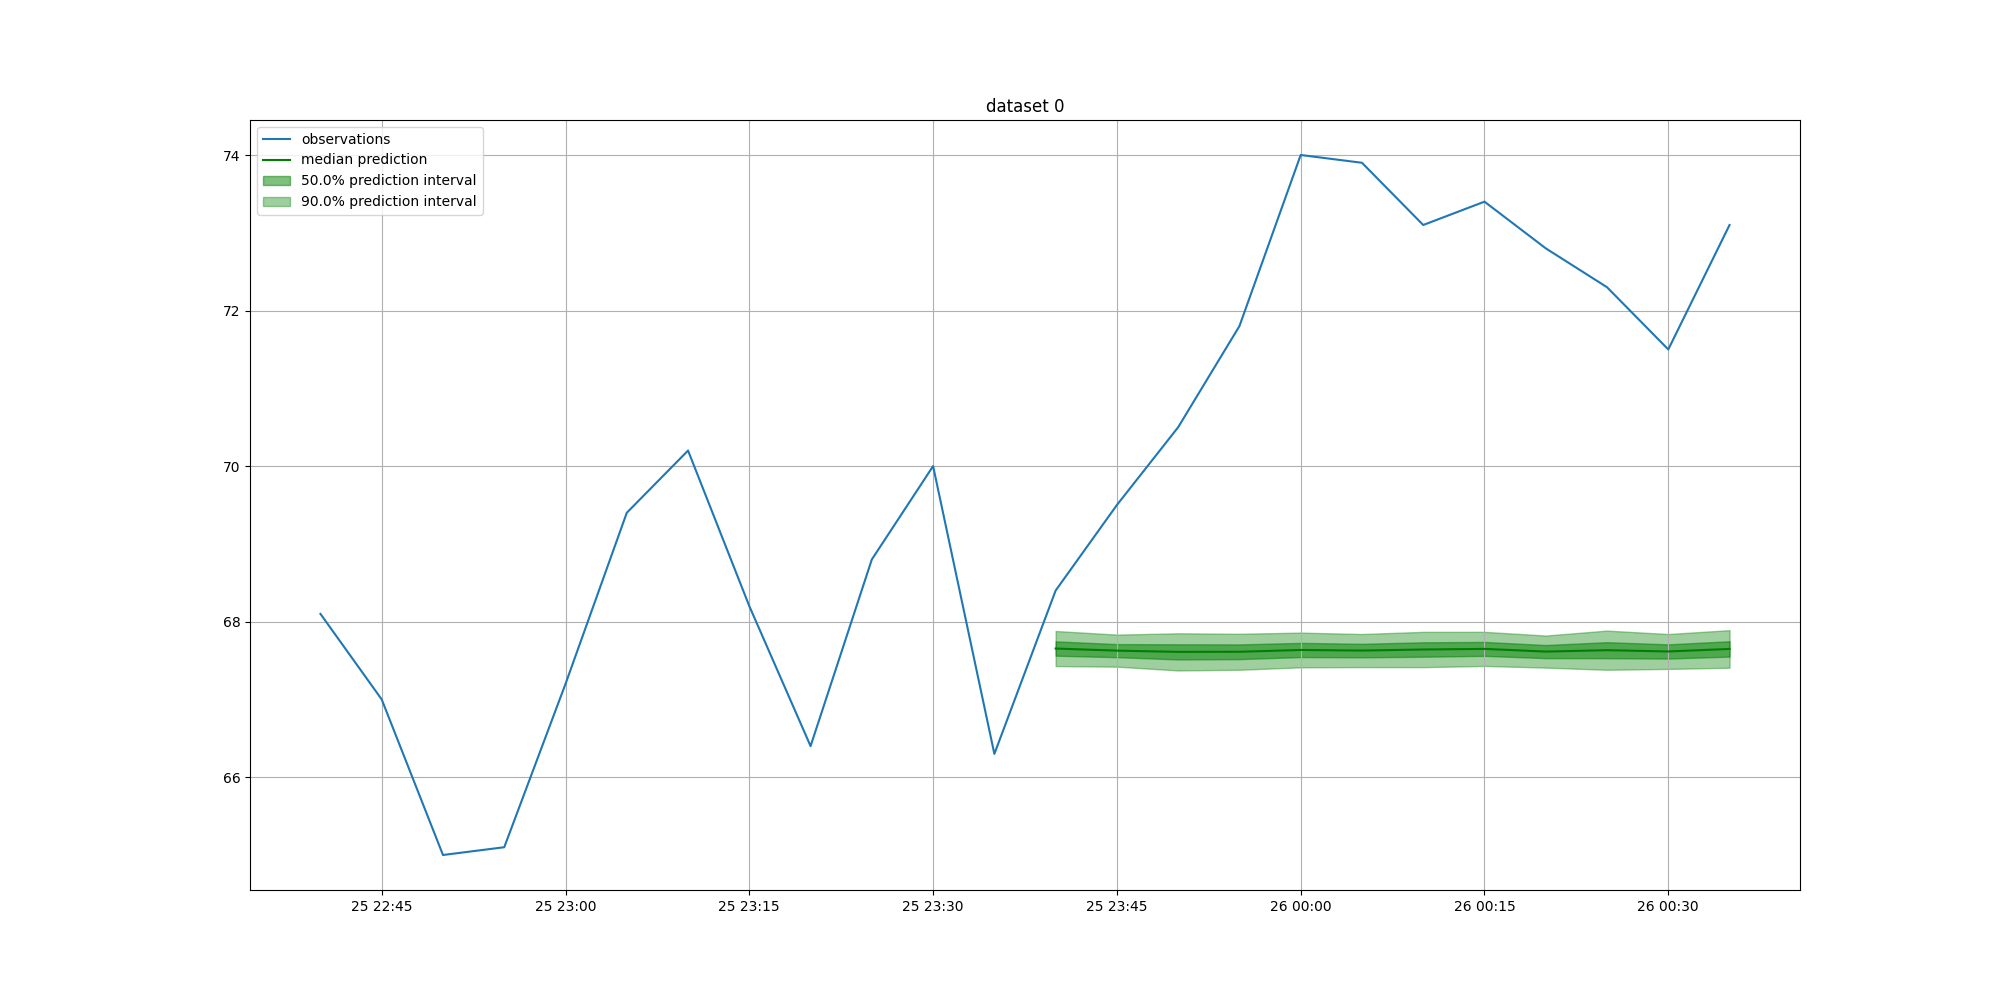 dataset 0
observations
median prediction
50.0% prediction interval
90.0% prediction interval
74
72
70
68
66
25 22:45
25 23:00
25 23:15
25 23:30
25 23:45
26 00:00
26 00:15
26 00:30